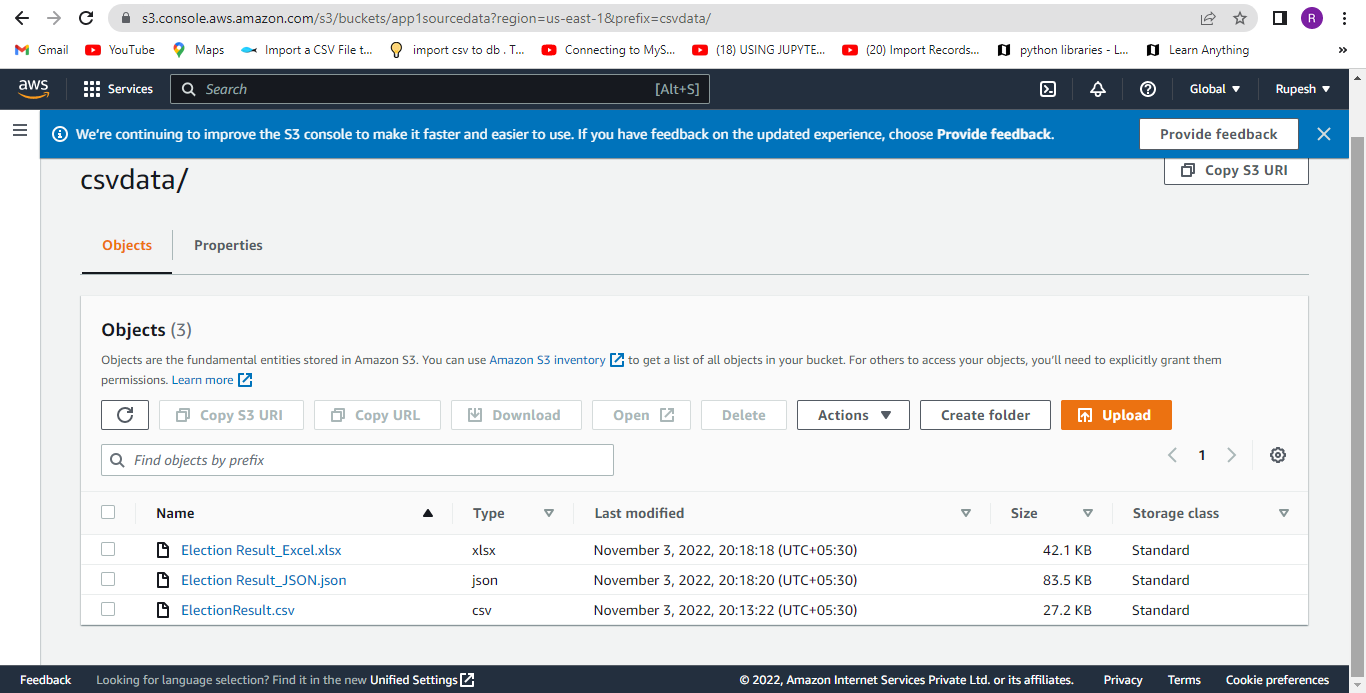 s3.console.aws.amazon.com/s3/buckets/app1sourcedata?region=us-east-1&prefix=csvdata/
R
Gmail YouTube Maps Import a CSV File t... import csv to db . T... Connecting to MyS... (18) USING JUPYTE... (20) Import Records... python libraries - L... Learn Anything »
aws Services Search [Alt+S] Global ▼ Rupesh ▼
We're continuing to improve the S3 console to make it faster and easier to use. If you have feedback on the updated experience, choose Provide feedback. Provide feedback
csvdata/ Copy S3 URI
Objects Properties
Objects (3)
Objects are the fundamental entities stored in Amazon S3. You can use Amazon S3 inventory to get a list of all objects in your bucket. For others to access your objects, you'll need to explicitly grant them
permissions. Learn more
Copy S3 URI Copy URL Download Open Delete Actions ▼ Create folder Upload
Find objects by prefix 1
Name Type Last modified Size Storage class
Election Result_Excel.xlsx xlsx November 3, 2022, 20:18:18 (UTC+05:30) 42.1 KB Standard
Election Result_JSON.json json November 3, 2022, 20:18:20 (UTC+05:30) 83.5 KB Standard
ElectionResult.csv csv November 3, 2022, 20:13:22 (UTC+05:30) 27.2 KB Standard
Feedback Looking for language selection? Find it in the new Unified Settings © 2022, Amazon Internet Services Private Ltd. or its affiliates. Privacy Terms Cookie preferences